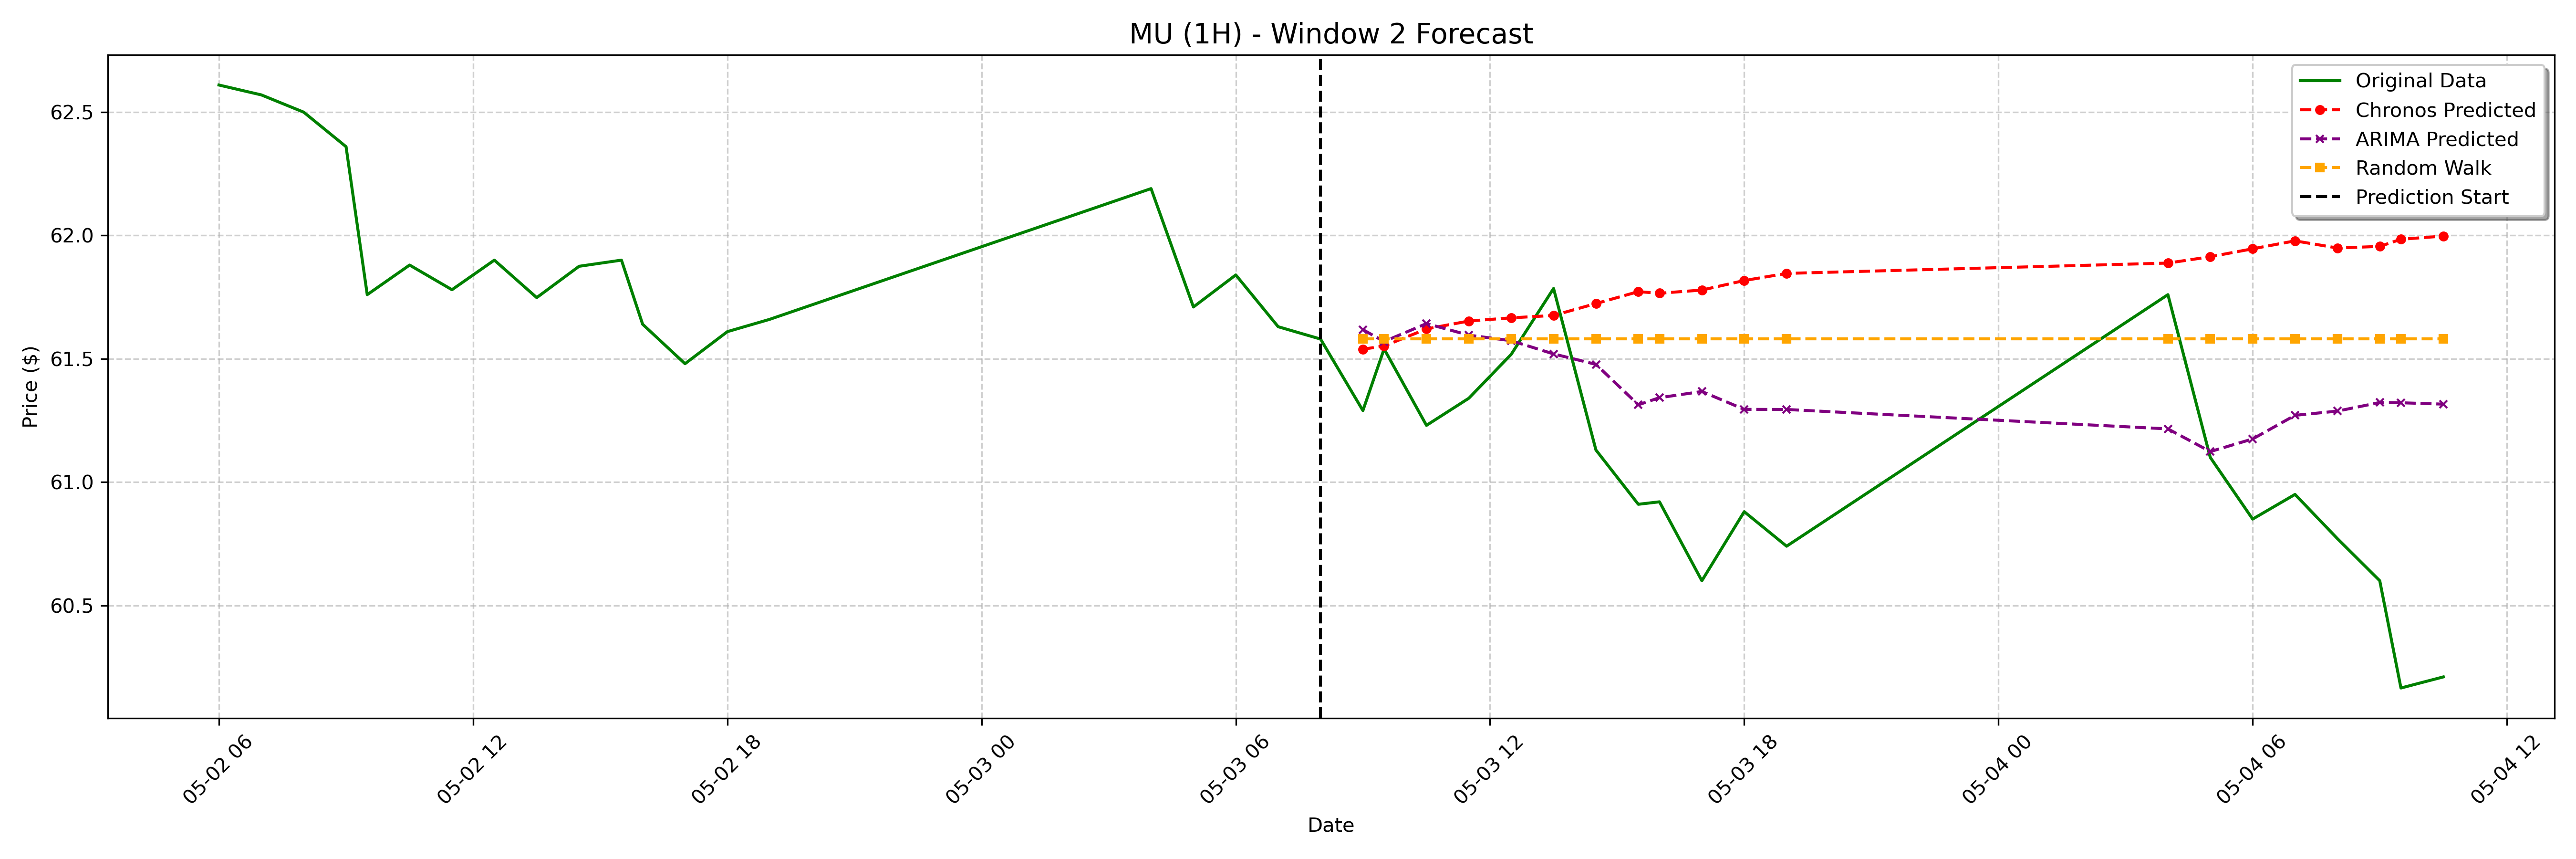 MU (1H) - Window 2 Forecast
Original Data
Chronos Predicted
ARIMA Predicted
Random Walk
Prediction Start
Price ($)
62.5
62.0
61.5
61.0
60.5
05-02 06
05-02 12
05-02 18
05-03 00
05-03 06
05-03 12
05-03 18
05-04 00
05-04 06
05-04 12
Date